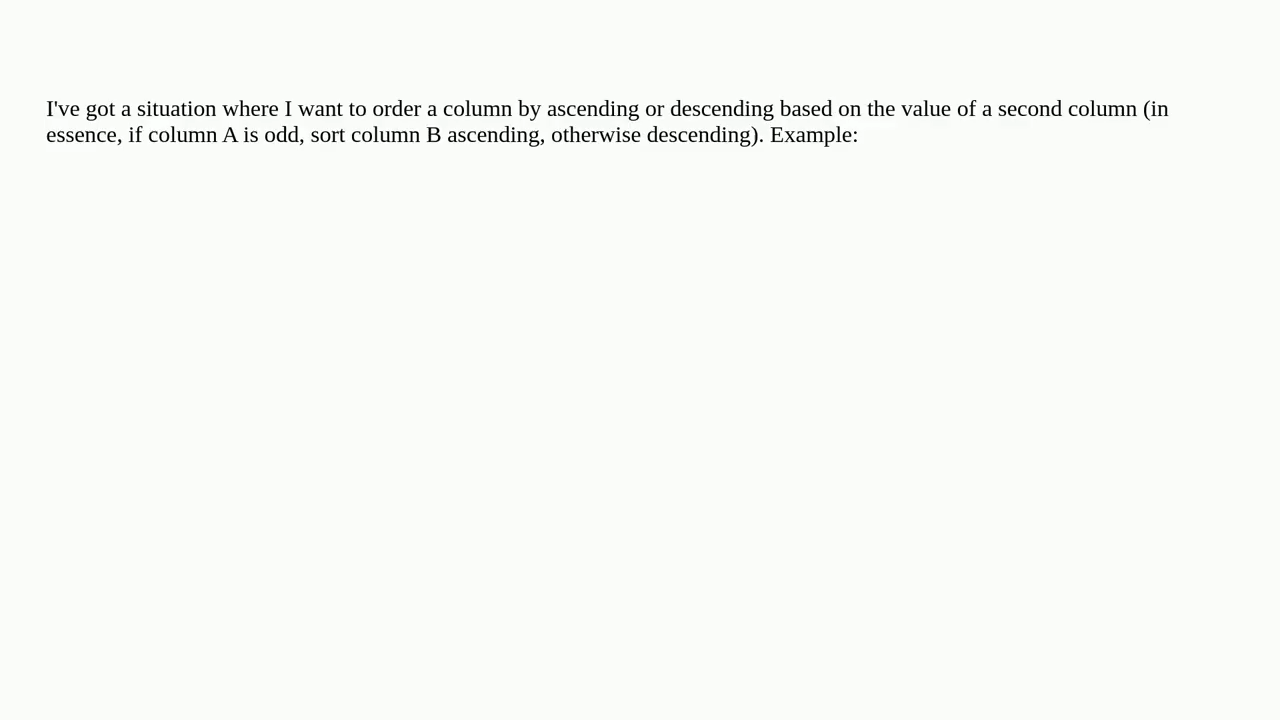 I've got a situation where I want to order a column by ascending or descending based on the value of a second column (in
essence, if column A is odd, sort column B ascending, otherwise descending). Example: